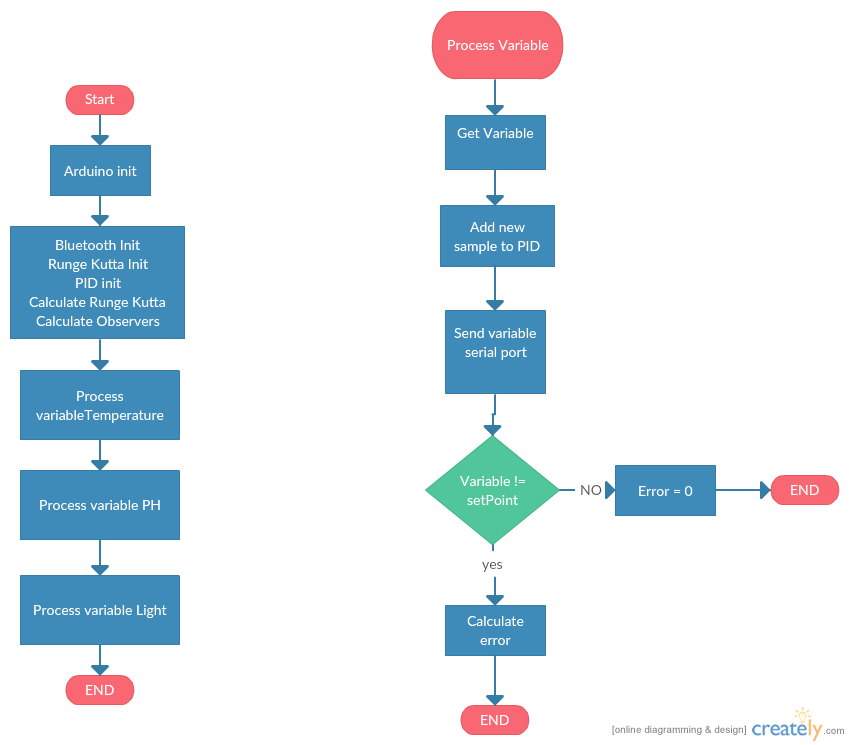 Start
Arduino init
Bluetooth Init
Runge Kutta Init
PID init
Calculate Runge Kutta
Calculate Observers
Process
variableTemperature
Process variable PH
Process variable Light
END
Process Variable
Get Variable
Add new
sample to PID
Send variable
serial port
Variable !=
setPoint
NO
Error = 0
END
yes
Calculate
error
END
[online diagramming & design] creately.com